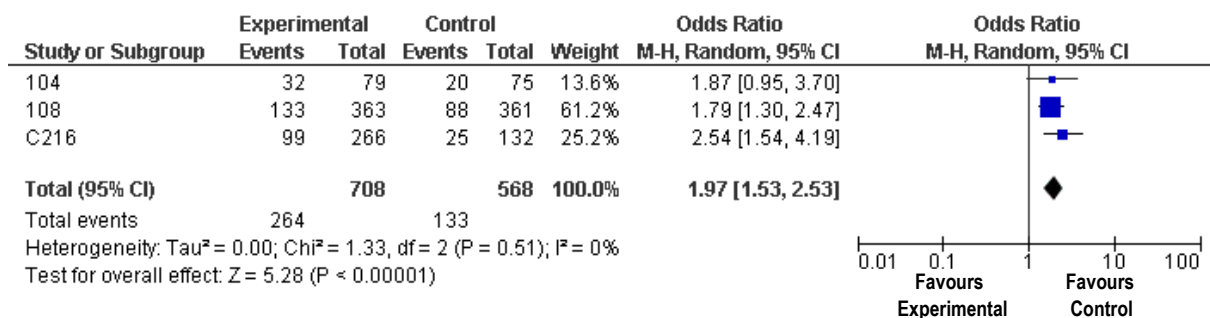 Experimental Control Odds Ratio Odds Ratio
Study or Subgroup Events Total Events Total Weight M-H, Random, 95% CI M-H, Random, 95% CI
104 32 79 20 75 13.6% 1.87 [0.95, 3.70]
108 133 363 88 361 61.2% 1.79 [1.30, 2.47]
C216 99 266 25 132 25.2% 2.54 [1.54, 4.19]
Total (95% CI) 708 568 100.0% 1.97 [1.53, 2.53]
Total events 264 133
Heterogeneity: Tau² = 0.00; Chi² = 1.33, df = 2 (P = 0.51); I² = 0%
Test for overall effect: Z = 5.28 (P < 0.00001)
0.01 0.1 1 10 100
Favours Favours
Experimental Control